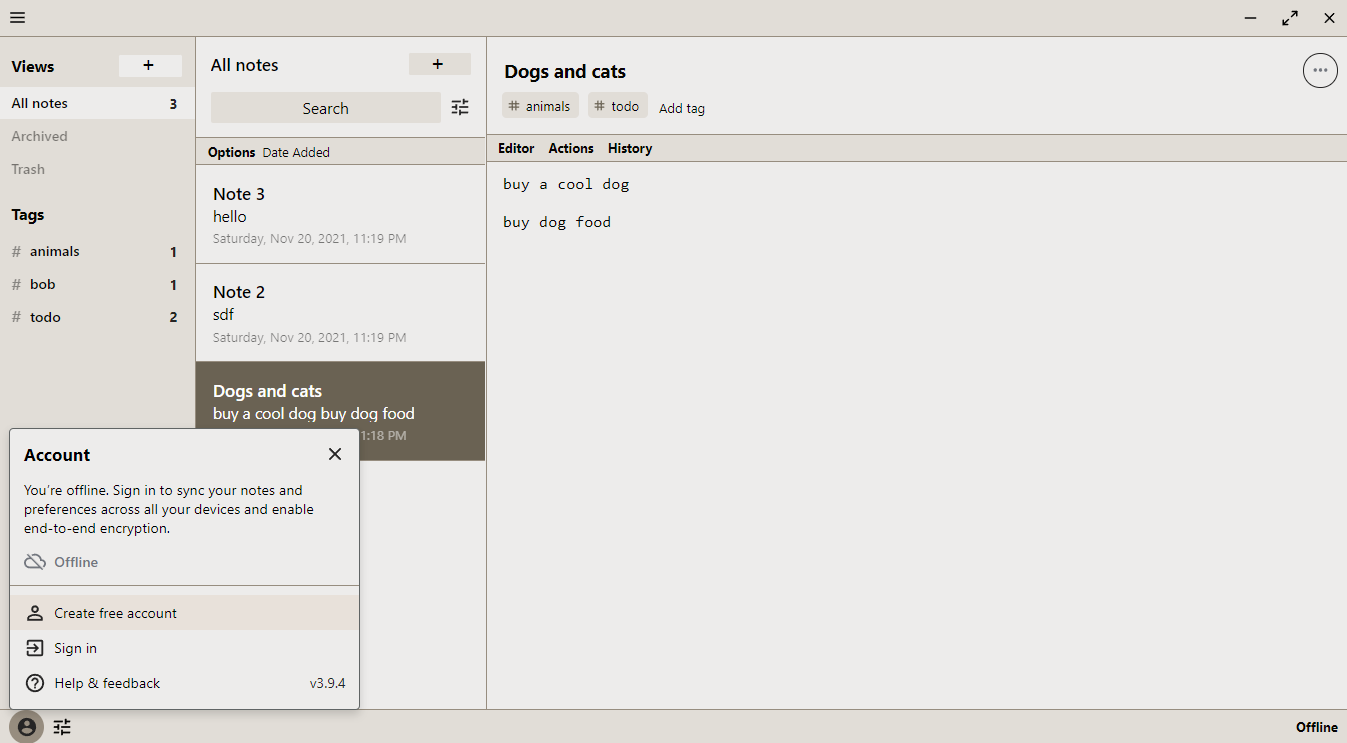 Views
+
All notes 3
Archived
Trash
Tags
# animals 1
# bob 1
# todo 2
All notes
+
Search
Options Date Added
Note 3
hello
Saturday, Nov 20, 2021, 11:19 PM
Note 2
sdf
Saturday, Nov 20, 2021, 11:19 PM
Dogs and cats
buy a cool dog buy dog food
1:18 PM
Dogs and cats
# animals # todo Add tag
Editor Actions History
buy a cool dog
buy dog food
Account
You're offline. Sign in to sync your notes and
preferences across all your devices and enable
end-to-end encryption.
Offline
Create free account
Sign in
Help & feedback v3.9.4
Offline